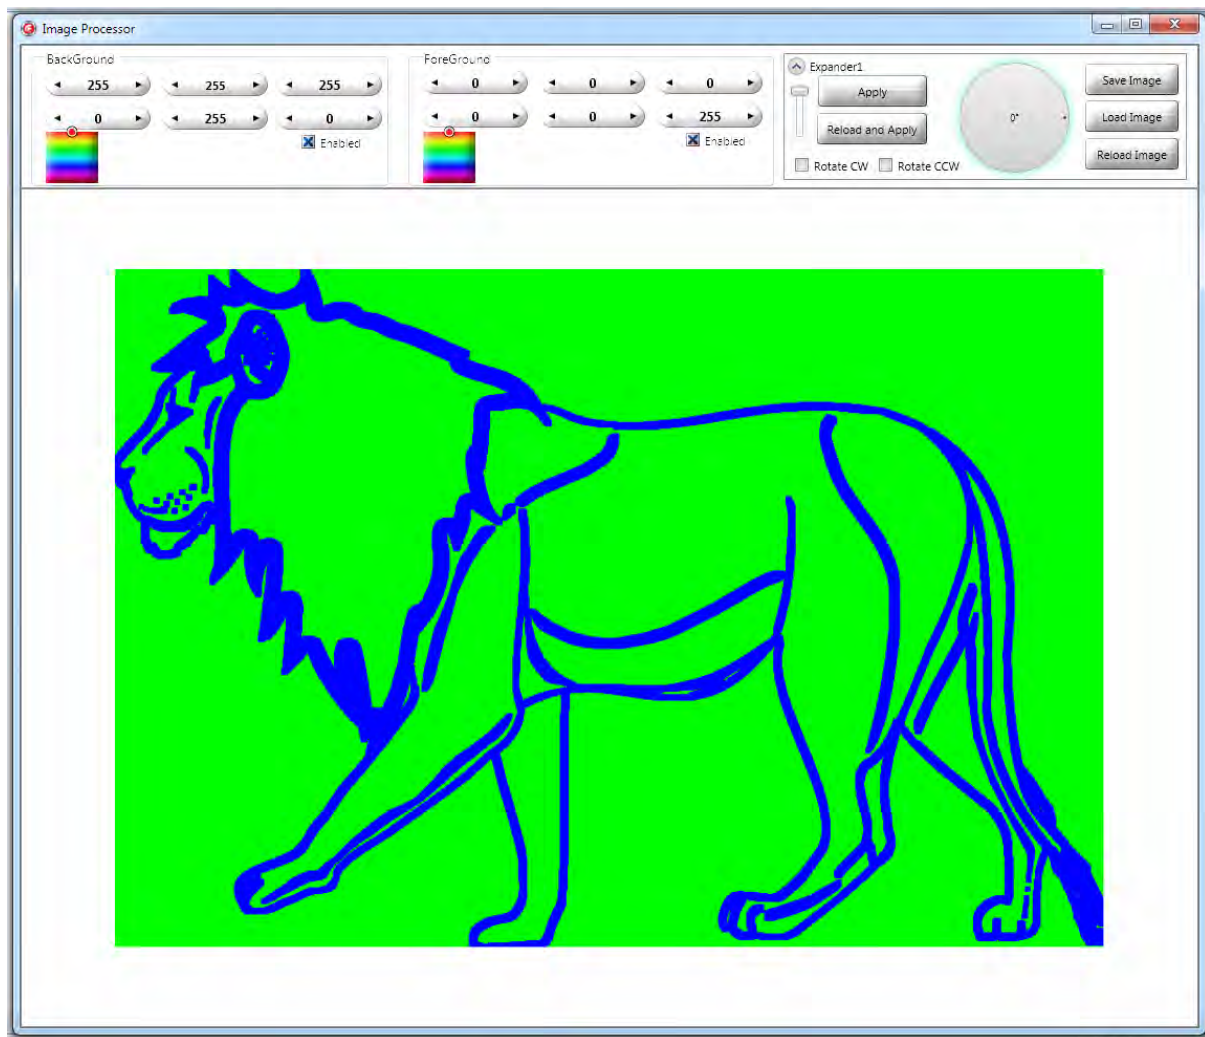 Image Processor
BackGround
255 255 255
0 255 0
Enabled
ForeGround
0 0 0
0 0 255
Enabled
Expander1
Apply
Reload and Apply
Rotate CW Rotate CCW
0°
Save Image
Load Image
Reload Image